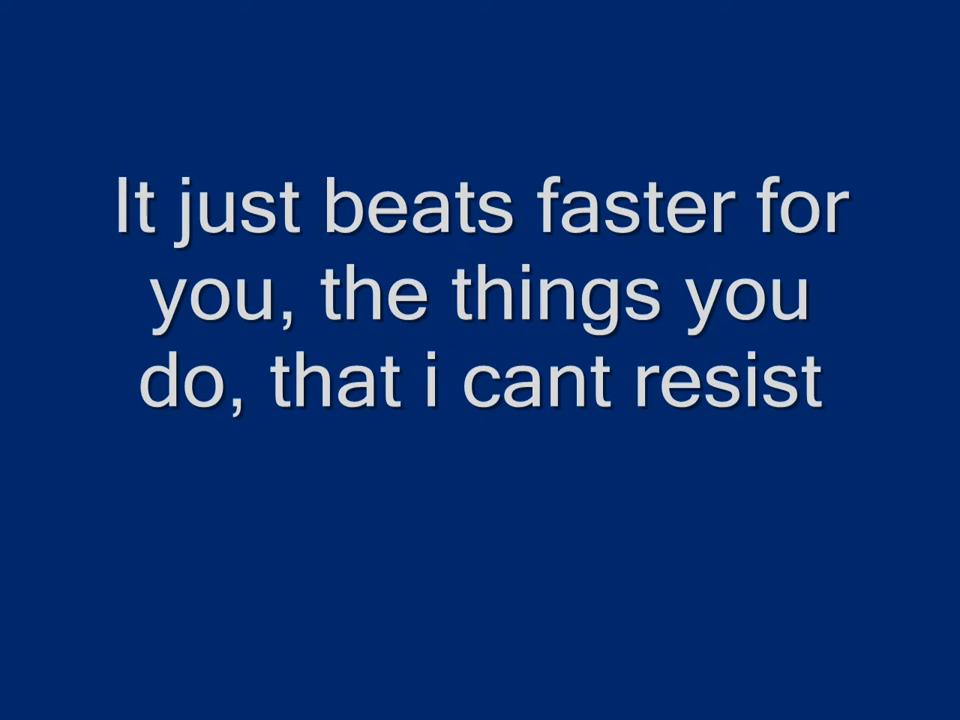 It just beats faster for
you, the things you
do, that i cant resist